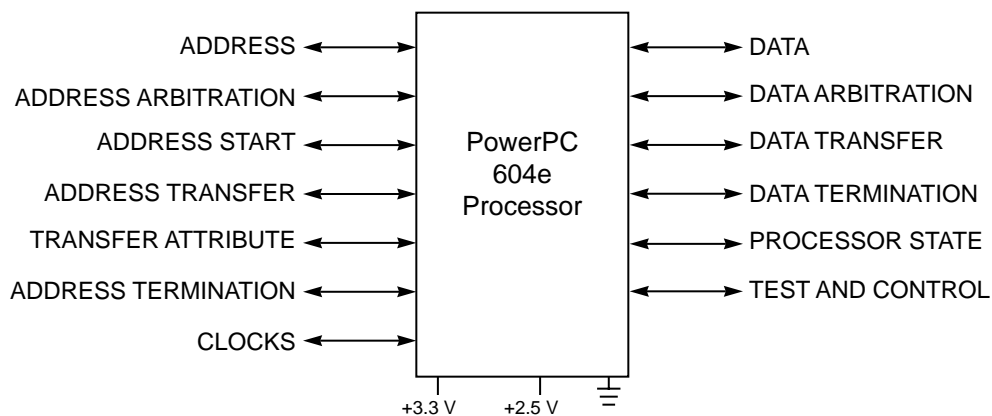 ADDRESS
ADDRESS ARBITRATION
ADDRESS START
ADDRESS TRANSFER
TRANSFER ATTRIBUTE
ADDRESS TERMINATION
CLOCKS
PowerPC
604e
Processor
DATA
DATA ARBITRATION
DATA TRANSFER
DATA TERMINATION
PROCESSOR STATE
TEST AND CONTROL
+3.3 V
+2.5 V